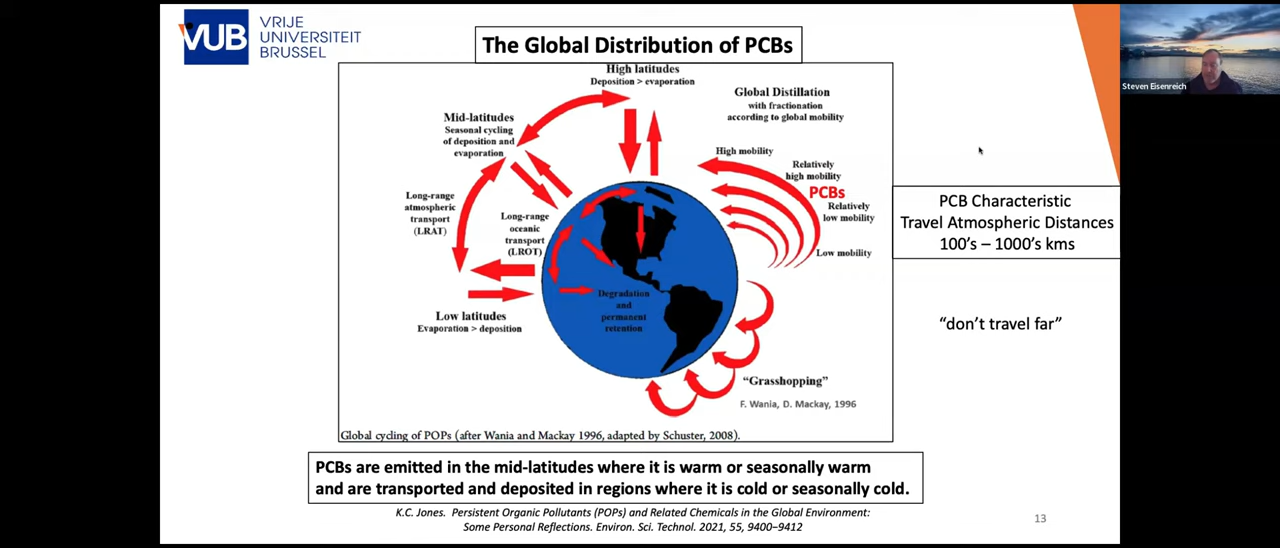 VUB
VRIJE
UNIVERSITEIT
BRUSSEL
The Global Distribution of PCBs
High latitudes
Deposition > evaporation
Global Distillation
with fractionation
according to global mobility
Mid-latitudes
Seasonal cycling
of deposition and
evaporation
High mobility
Relatively
high mobility
PCBs
Relatively
low mobility
Low mobility
Long-range
atmospheric
transport
(LRAT)
Long-range
oceanic
transport
(LROT)
Degradation
and
permanent
retention
Low latitudes
Evaporation > deposition
"Grasshopping"
F. Wania, D. Mackay, 1996
Global cycling of POPs (after Wania and Mackay 1996, adapted by Schuster, 2008).
Steven Eisenreich
PCB Characteristic
Travel Atmospheric Distances
100's – 1000's kms
"don't travel far"
PCBs are emitted in the mid-latitudes where it is warm or seasonally warm
and are transported and deposited in regions where it is cold or seasonally cold.
K.C. Jones. Persistent Organic Pollutants (POPs) and Related Chemicals in the Global Environment:
Some Personal Reflections. Environ. Sci. Technol. 2021, 55, 9400−9412
13